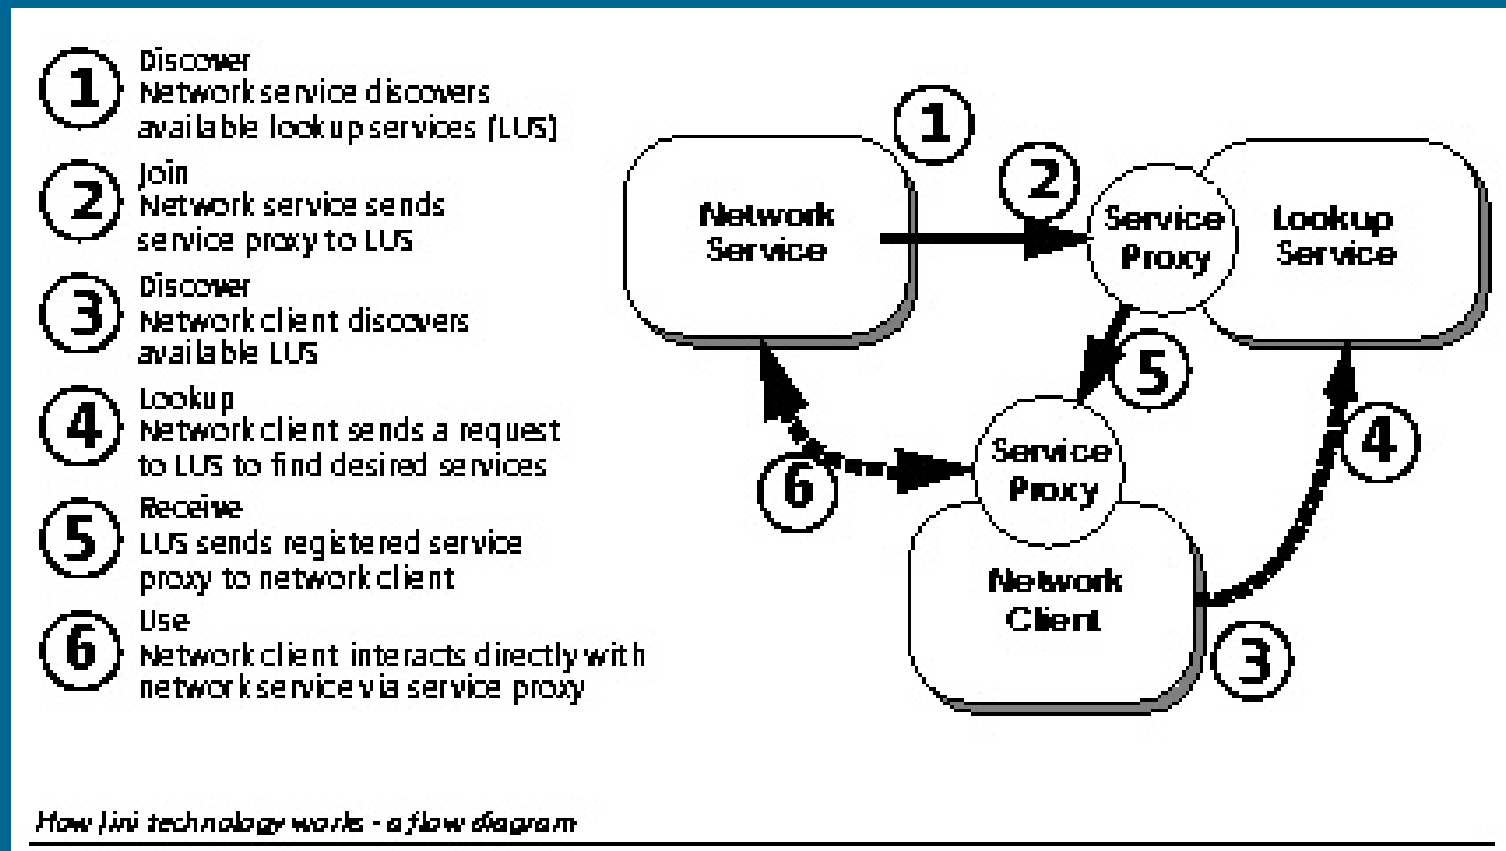 1
Discover
Network service discovers
available lookup services (LUS)
2
Join
Network service sends
service proxy to LUS
3
Discover
Network client discovers
available LUS
4
Lookup
Network client sends a request
to LUS to find desired services
5
Receive
LUS sends registered service
proxy to network client
6
Use
Network client interacts directly with
network service via service proxy
1
2
Network
Service
Service
Proxy
Lookup
Service
5
4
6
Service
Proxy
Network
Client
3
How Jini technology works - a flow diagram